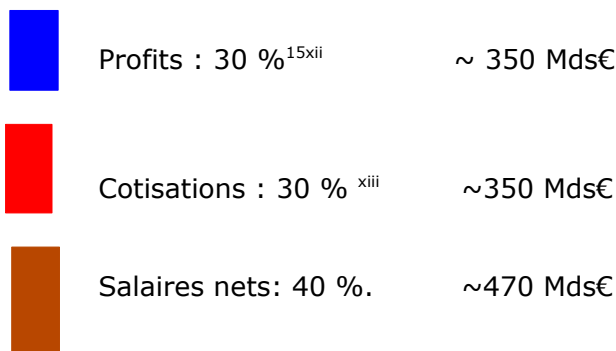 Profits : 30 %15xii ~ 350 Mds€
Cotisations : 30 % xiii ~350 Mds€
Salaires nets: 40 %. ~470 Mds€